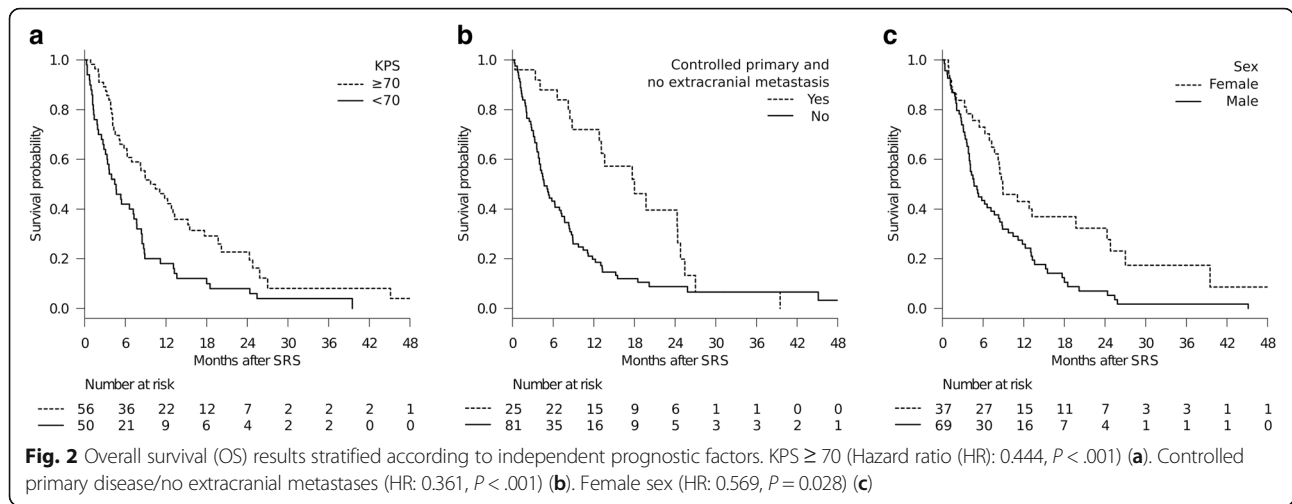 a
KPS
≥70
<70
Survival probability
1.0
0.8
0.6
0.4
0.2
0.0
0 6 12 18 24 30 36 42 48
Months after SRS
Number at risk
56 36 22 12 7 2 2 2 1
50 21 9 6 4 2 2 0 0
b
Controlled primary and
no extracranial metastasis
Yes
No
Survival probability
1.0
0.8
0.6
0.4
0.2
0.0
0 6 12 18 24 30 36 42 48
Months after SRS
Number at risk
25 22 15 9 6 1 1 0 0
81 35 16 9 5 3 3 2 1
c
Sex
Female
Male
Survival probability
1.0
0.8
0.6
0.4
0.2
0.0
0 6 12 18 24 30 36 42 48
Months after SRS
Number at risk
37 27 15 11 7 3 3 1 1
69 30 16 7 4 1 1 1 0
Fig. 2 Overall survival (OS) results stratified according to independent prognostic factors. KPS ≥ 70 (Hazard ratio (HR): 0.444, P < .001) (a). Controlled
primary disease/no extracranial metastases (HR: 0.361, P < .001) (b). Female sex (HR: 0.569, P = 0.028) (c)